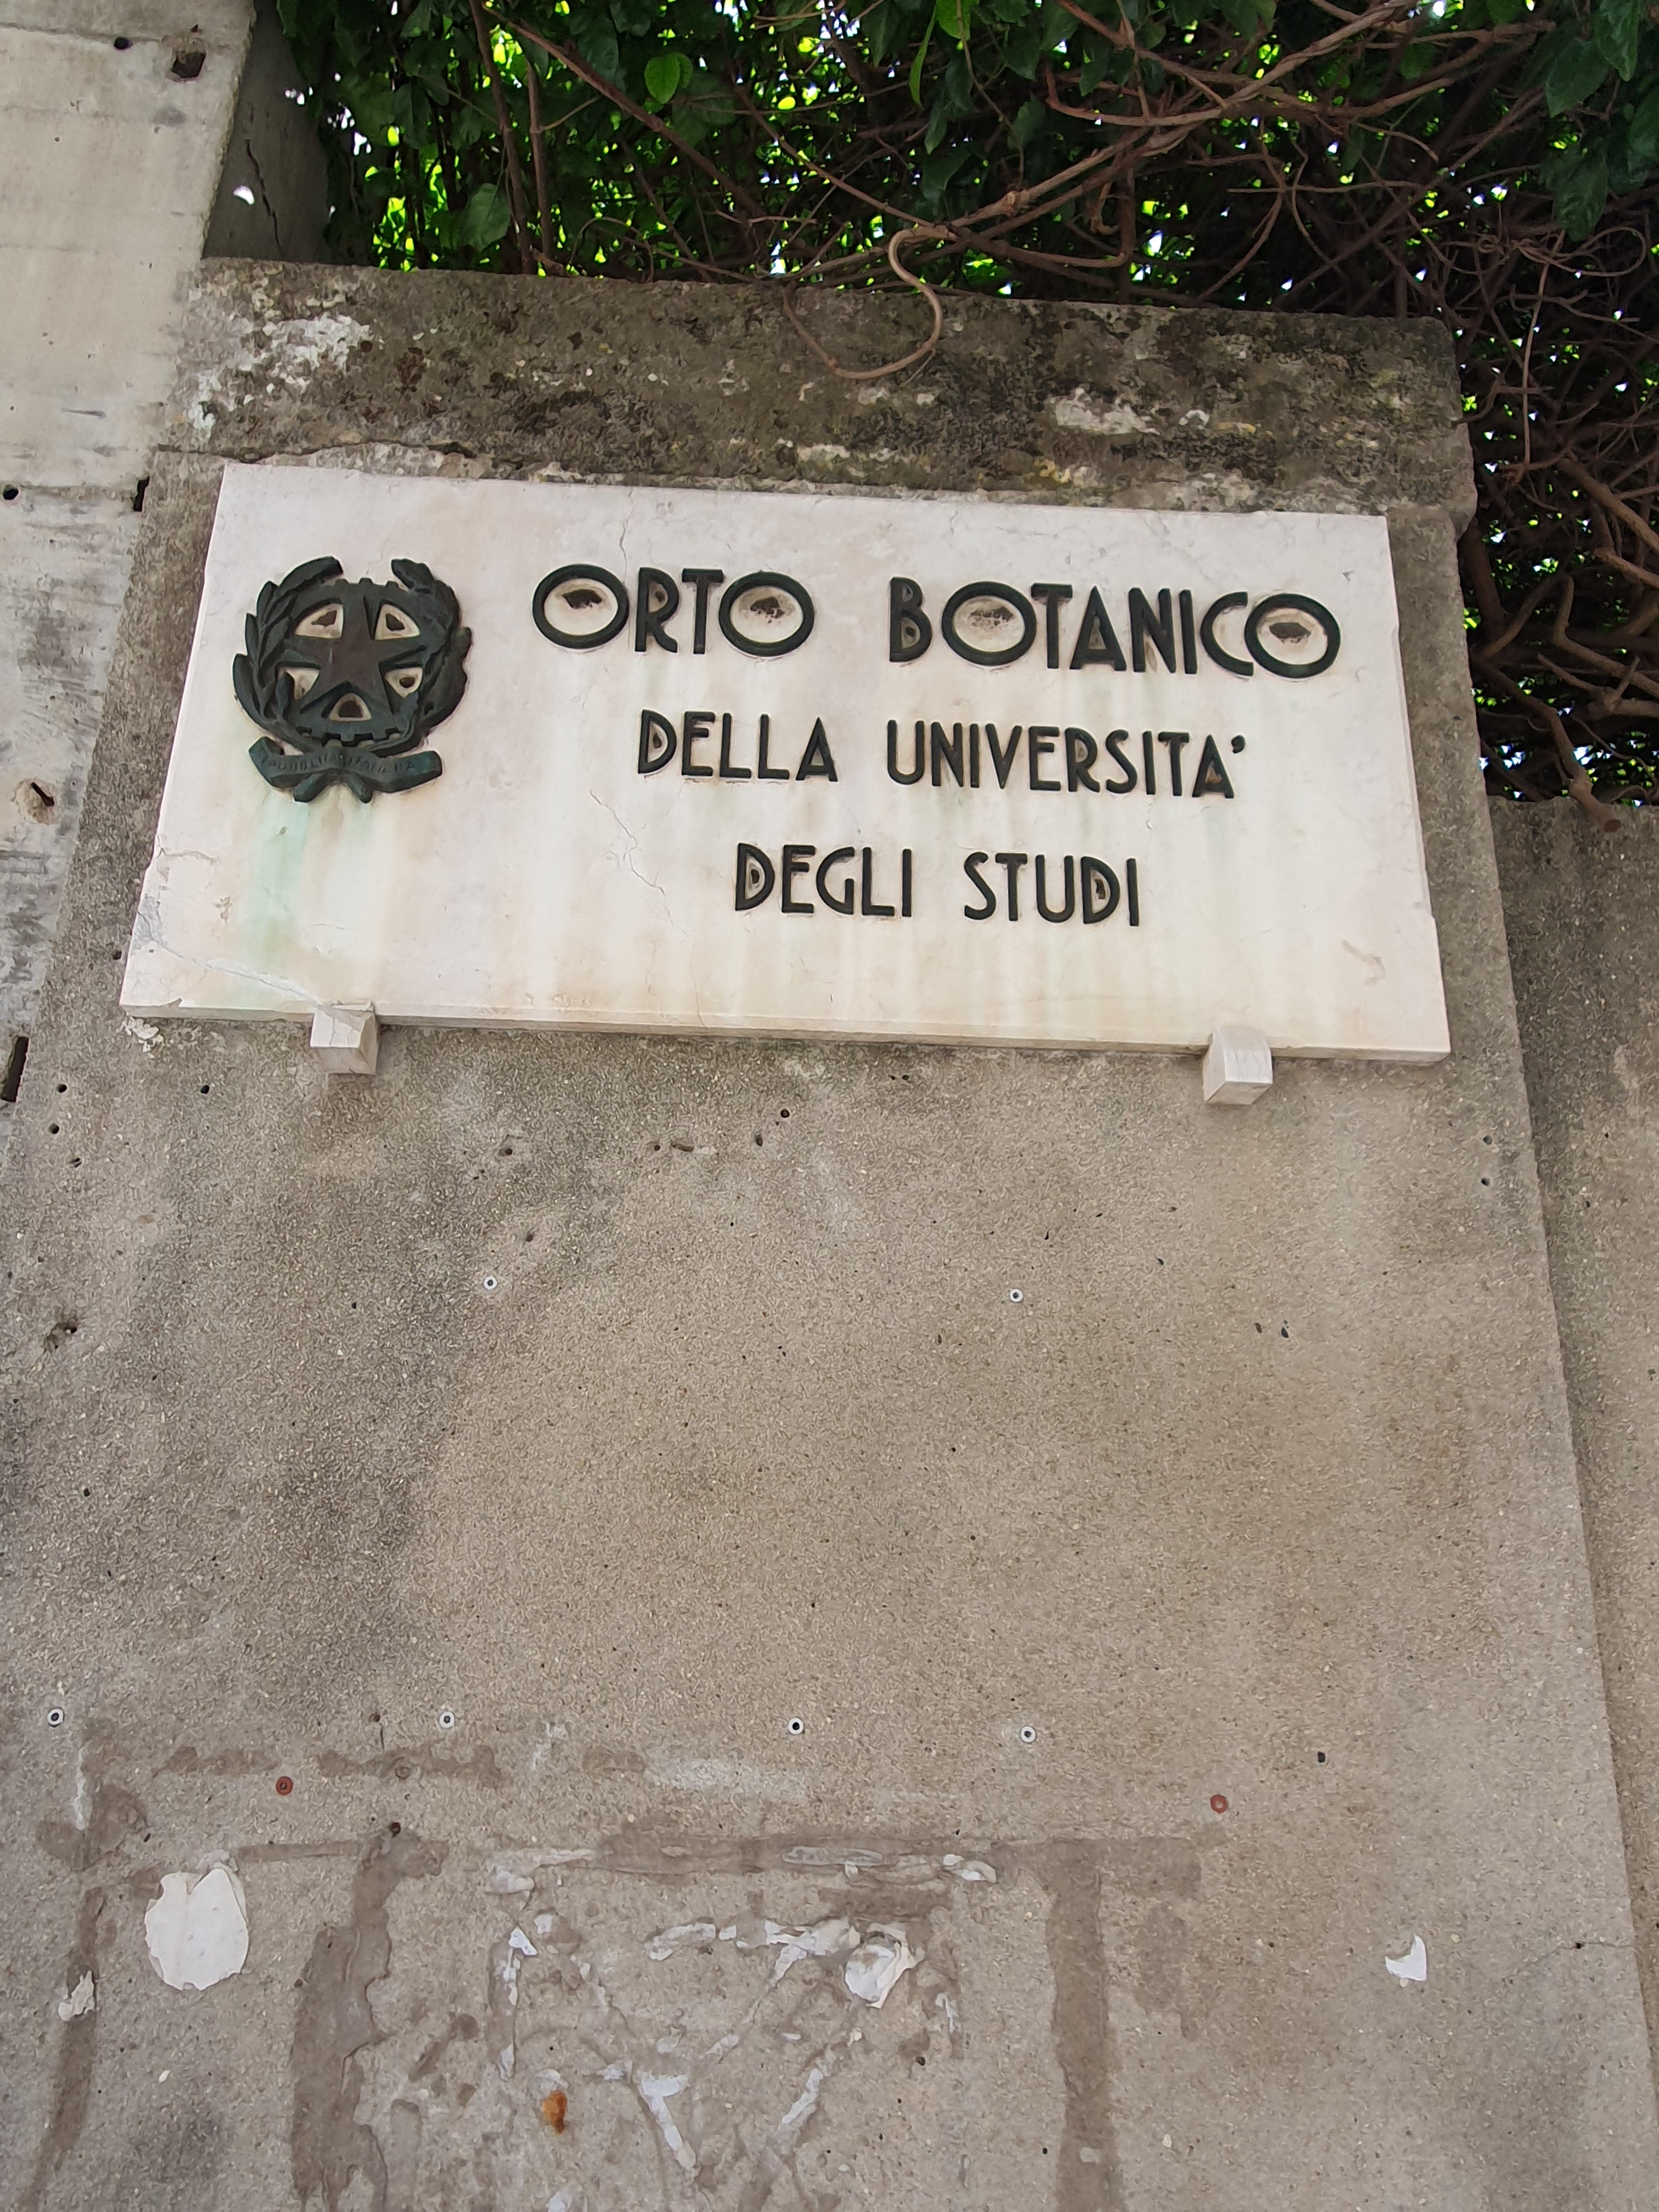 ORTO BOTANICO
DELLA UNIVERSITA'
DEGLI STUDI